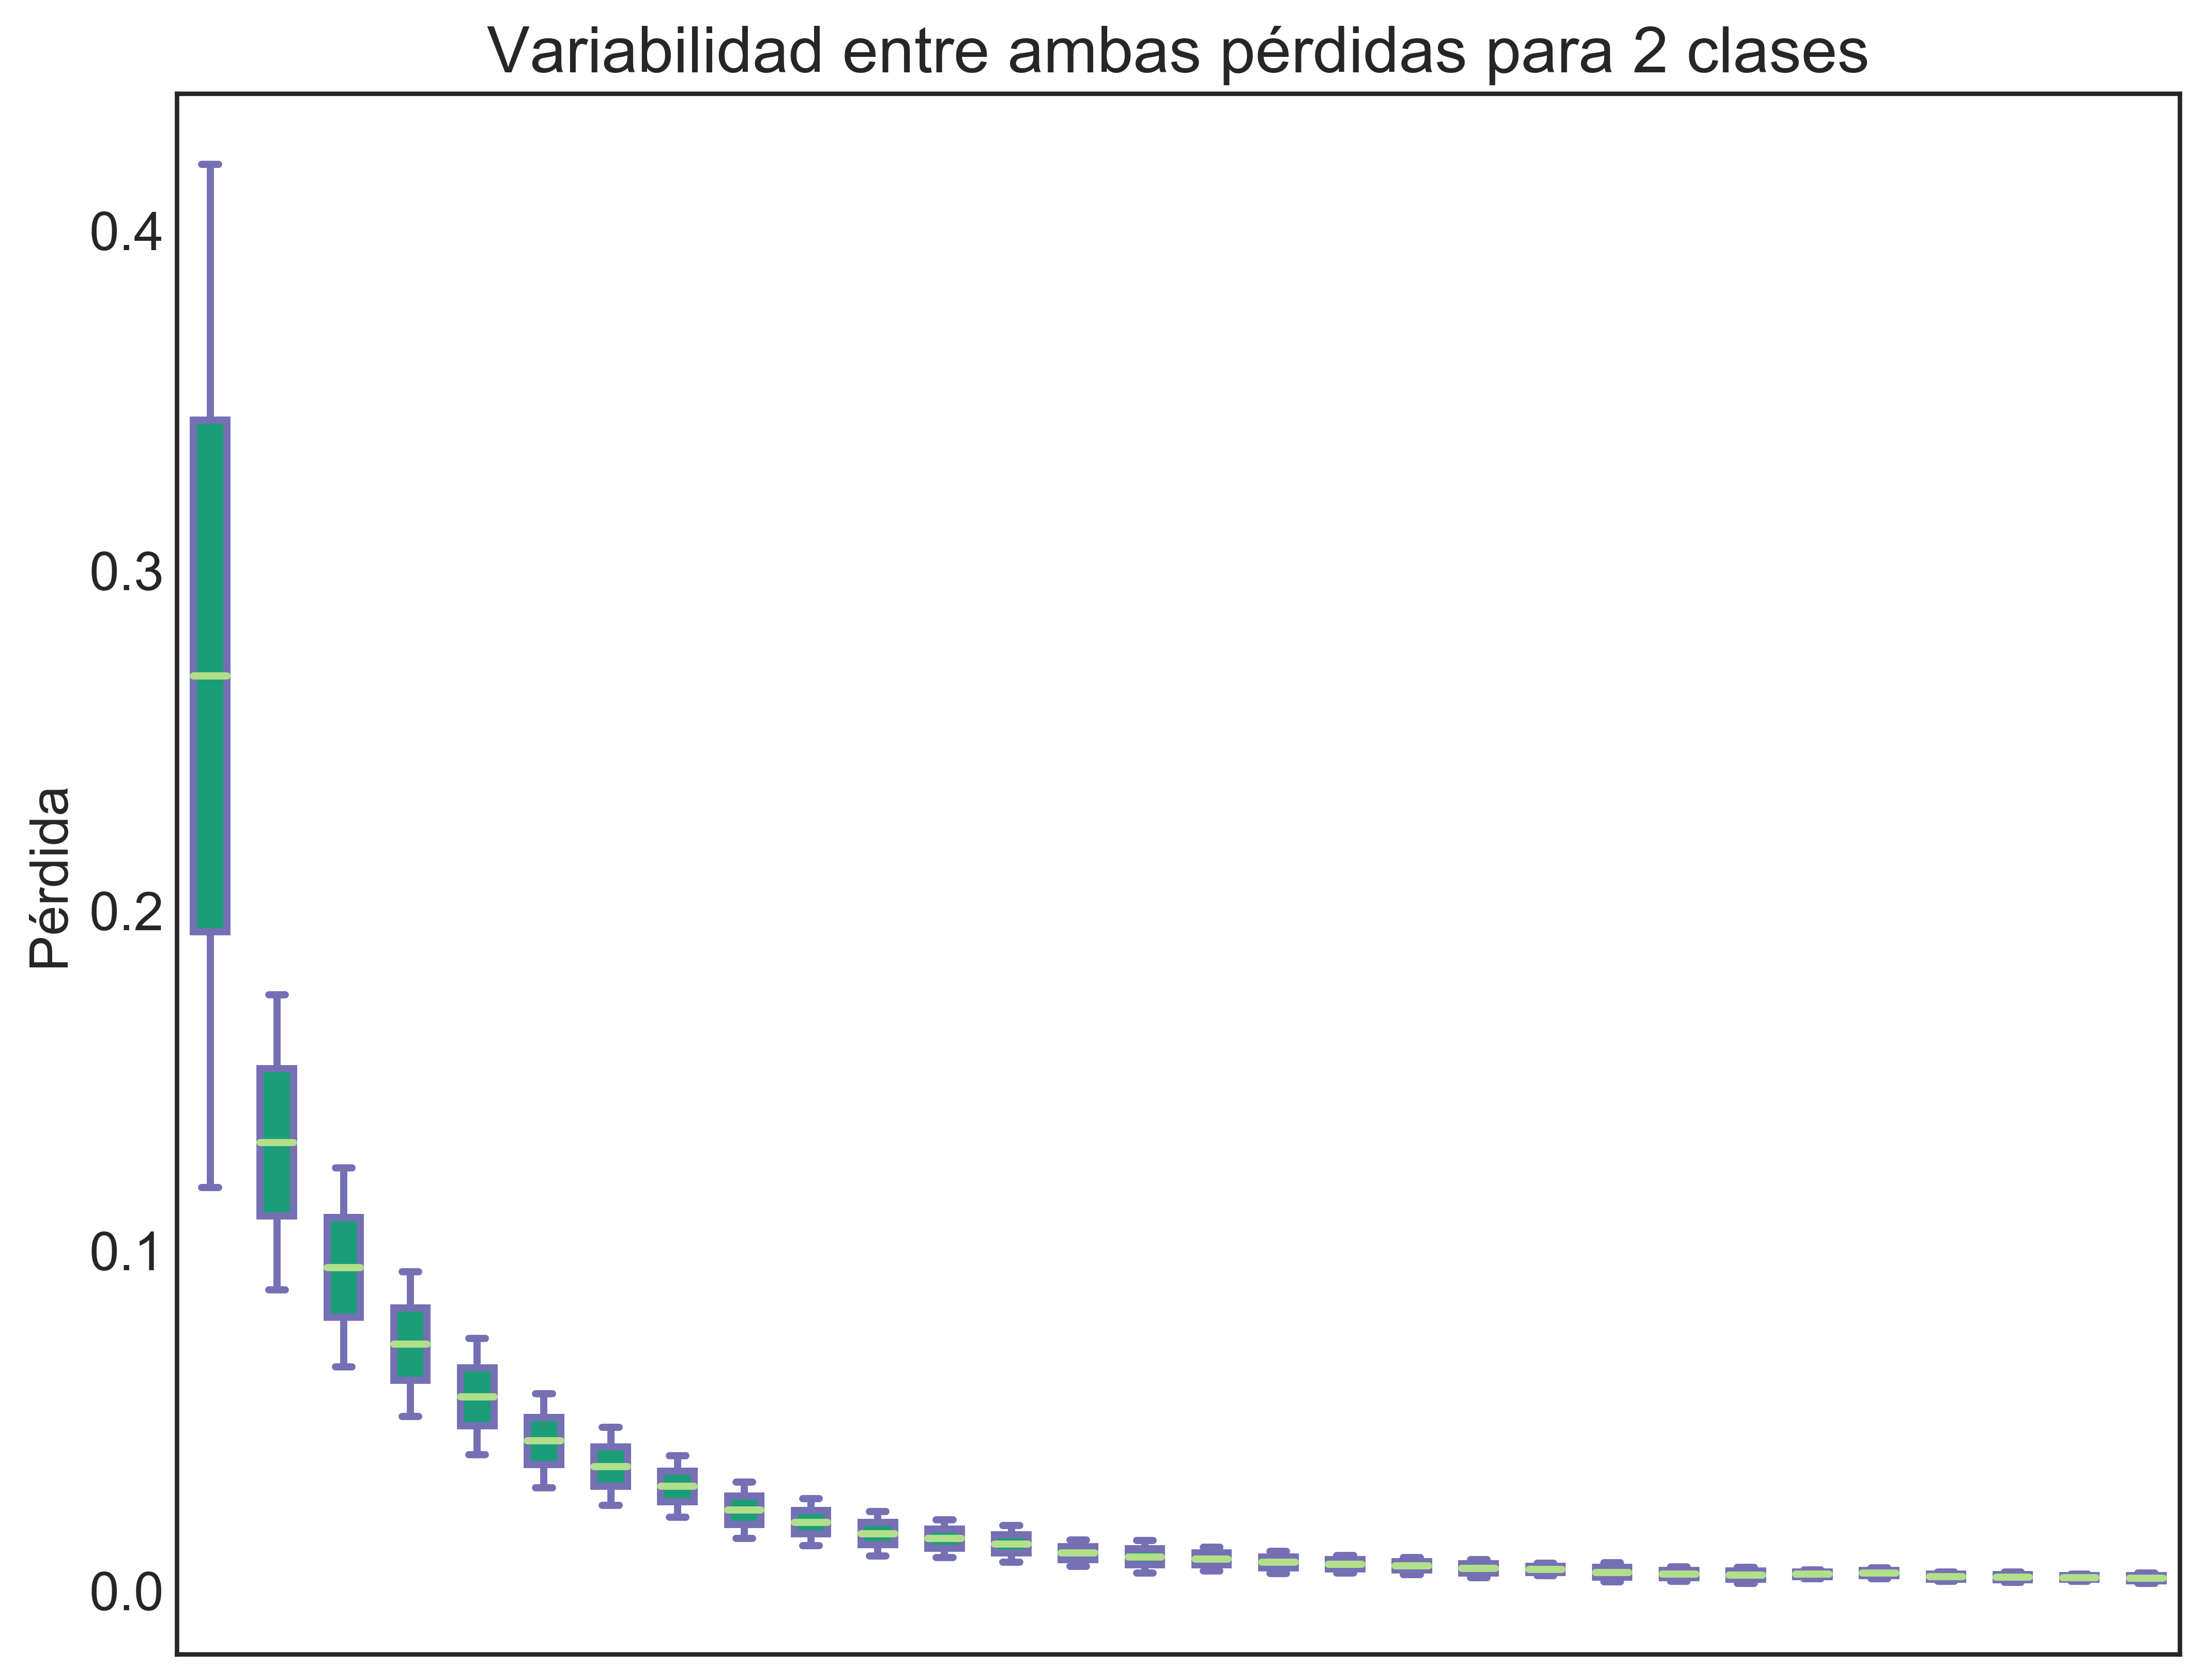 Variabilidad entre ambas pérdidas para 2 clases
0.4
0.3
0.2
0.1
0.0
Pérdida